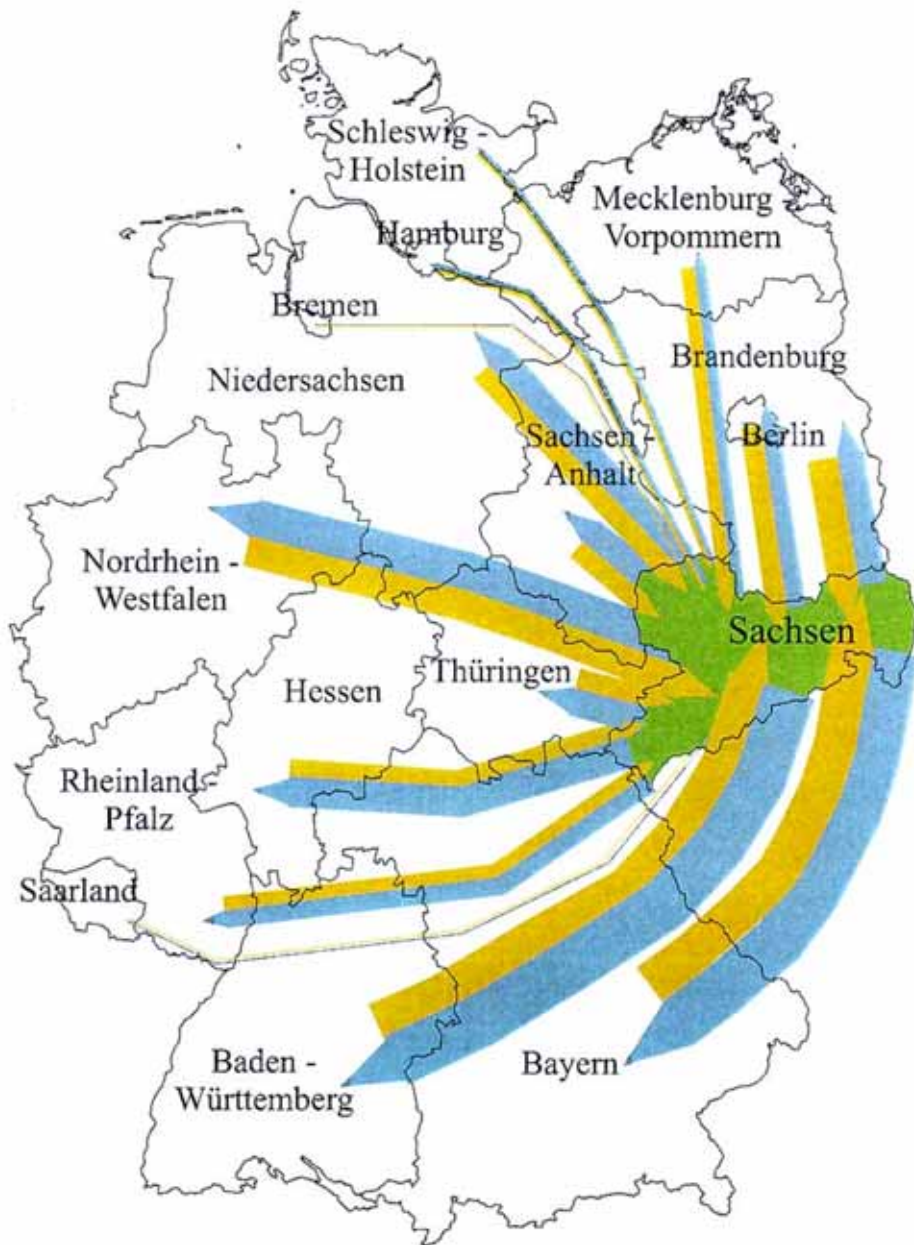 Schleswig -
Holstein
Mecklenburg
Vorpommern
Hamburg
Bremen
Brandenburg
Niedersachsen
Sachsen -
Anhalt
Berlin
Nordrhein -
Westfalen
Sachsen
Thüringen
Hessen
Rheinland-
Pfalz
Saarland
Baden -
Württemberg
Bayern